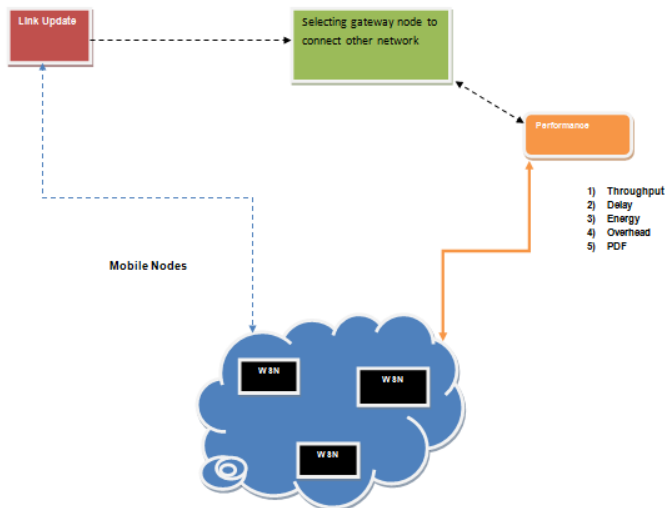 Link Update
Selecting gateway node to
connect other network
Performance
1) Throughput
2) Delay
3) Energy
4) Overhead
5) PDF
Mobile Nodes
WSN
WSN
WSN